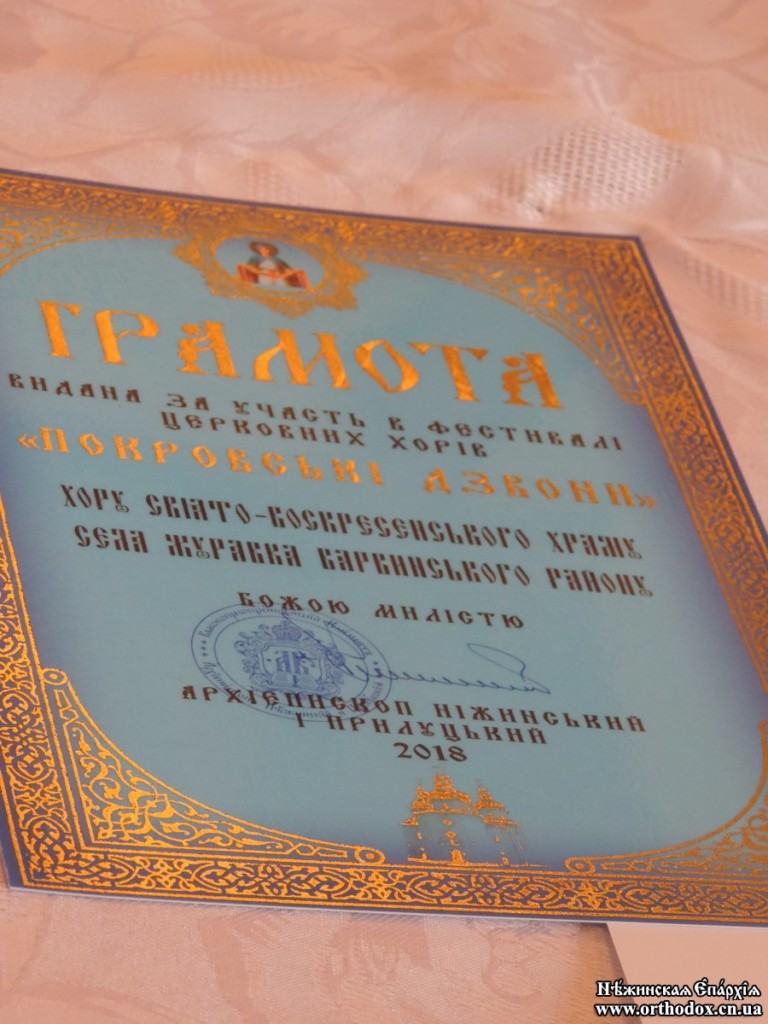 ГРАМОТА
ВИДАНА ЗА УЧАСТЬ В ФЕСТИВАЛІ
ЦЕРКОВНИХ ХОРІВ
«ПОКРОВСЬКІ ДЗВОНИ»
ХОРУ СВЯТО-ВОСКРЕСЕНСЬКОГО ХРАМУ
СЕЛА ЖУРАВКА ВАРВИНСЬКОГО РАЙОНУ
БОЖОЮ МИЛІСТЮ
АРХІЄПИСКОП НІЖИНСЬКИЙ
І ПРИЛУЦЬКИЙ
2018
Нѣжинская Єпархія
www.orthodox.cn.ua